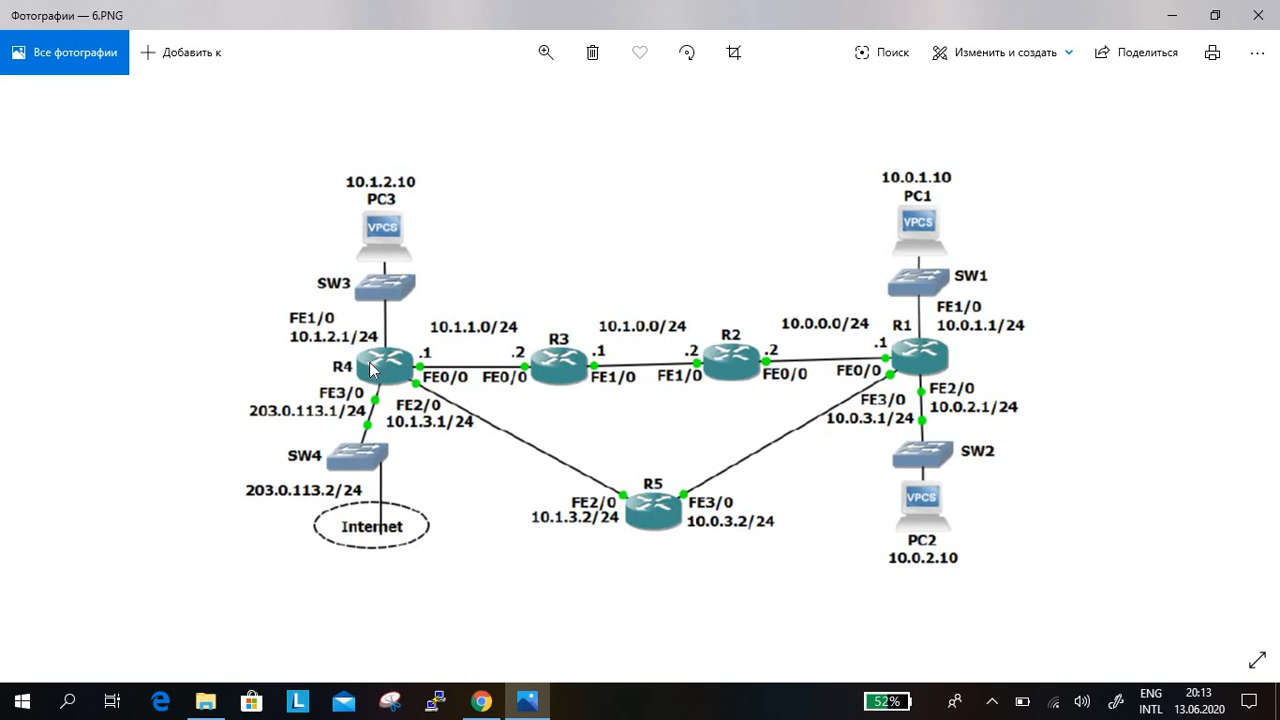 Фотографии — 6.PNG
Все фотографии
Добавить к
Поиск
Изменить и создать
Поделиться
10.1.2.10
PC3
VPCS
SW3
FE1/0
10.1.2.1/24
R4
10.1.1.0/24
.1
FE0/0
.2
FE0/0
R3
10.1.0.0/24
.1
FE1/0
.2
FE1/0
R2
10.0.0.0/24
.2
FE0/0
.1
FE0/0
R1
10.0.1.10
PC1
VPCS
SW1
FE1/0
10.0.1.1/24
FE3/0
203.0.113.1/24
FE2/0
10.1.3.1/24
SW4
203.0.113.2/24
Internet
R5
FE2/0
10.1.3.2/24
FE3/0
10.0.3.2/24
FE3/0
10.0.3.1/24
FE2/0
10.0.2.1/24
SW2
VPCS
PC2
10.0.2.10
52%
ENG
INTL
20:13
13.06.2020